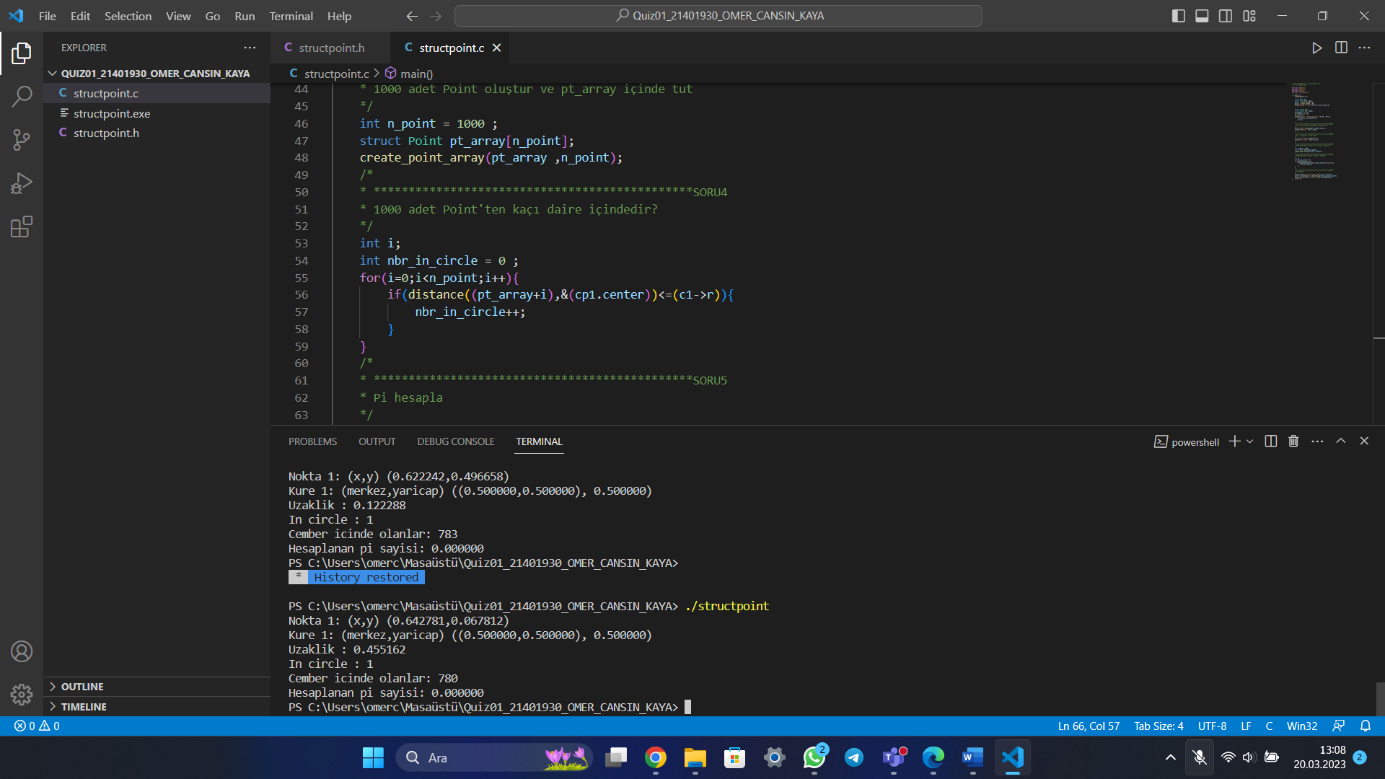 File Edit Selection View Go Run Terminal Help
Quiz01_21401930_OMER_CANSIN_KAYA
EXPLORER
QUIZ01_21401930_OMER_CANSIN_KAYA
C structpoint.c
structpoint.exe
C structpoint.h
OUTLINE
TIMELINE
C structpoint.h
C structpoint.c
C structpoint.c > main()
44 * 1000 adet Point oluştur ve pt_array içinde tut
45 */
46 int n_point = 1000 ;
47 struct Point pt_array[n_point];
48 create_point_array(pt_array ,n_point);
49 /*
50 * **********************************************SORU4
51 * 1000 adet Point'ten kaçı daire içindedir?
52 */
53 int i;
54 int nbr_in_circle = 0 ;
55 for(i=0;i<n_point;i++){
56 if(distance((pt_array+i),&(cp1.center))<=(c1->r)){
57 nbr_in_circle++;
58 }
59 }
60 /*
61 * **********************************************SORU5
62 * Pi hesapla
63 */
PROBLEMS OUTPUT DEBUG CONSOLE TERMINAL
powershell
Nokta 1: (x,y) (0.622242,0.496658)
Kure 1: (merkez,yaricap) ((0.500000,0.500000), 0.500000)
Uzaklik : 0.122288
In circle : 1
Cember icinde olanlar: 783
Hesaplanan pi sayisi: 0.000000
PS C:\Users\omerc\Masaüstü\Quiz01_21401930_OMER_CANSIN_KAYA>
* History restored
PS C:\Users\omerc\Masaüstü\Quiz01_21401930_OMER_CANSIN_KAYA> ./structpoint
Nokta 1: (x,y) (0.642781,0.067812)
Kure 1: (merkez,yaricap) ((0.500000,0.500000), 0.500000)
Uzaklik : 0.455162
In circle : 1
Cember icinde olanlar: 780
Hesaplanan pi sayisi: 0.000000
PS C:\Users\omerc\Masaüstü\Quiz01_21401930_OMER_CANSIN_KAYA>
0 0
Ln 66, Col 57 Tab Size: 4 UTF-8 LF C Win32
Ara
2
13:08
20.03.2023
2